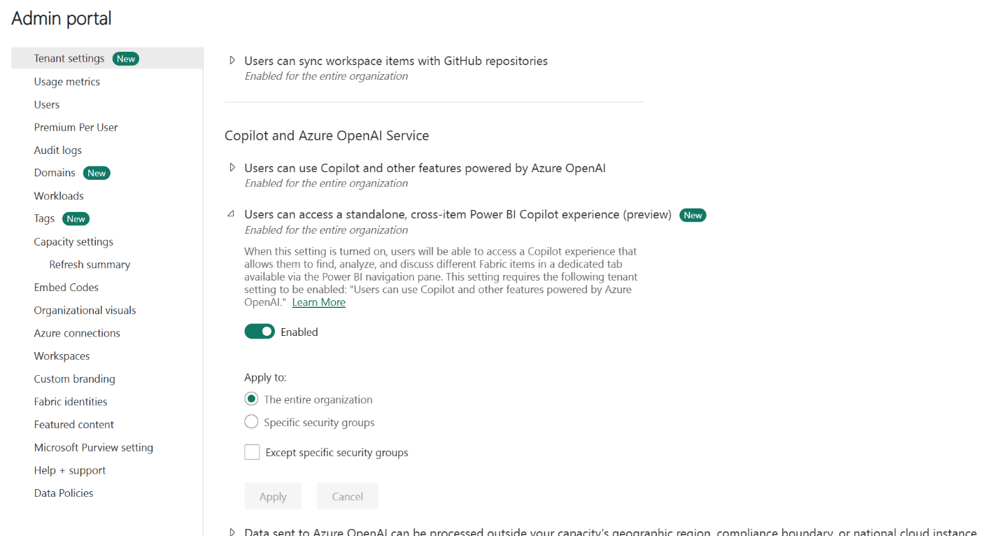 Admin portal
Tenant settings New
Usage metrics
Users
Premium Per User
Audit logs
Domains New
Workloads
Tags New
Capacity settings
Refresh summary
Embed Codes
Organizational visuals
Azure connections
Workspaces
Custom branding
Fabric identities
Featured content
Microsoft Purview setting
Help + support
Data Policies
Users can sync workspace items with GitHub repositories
Enabled for the entire organization
Copilot and Azure OpenAI Service
Users can use Copilot and other features powered by Azure OpenAI
Enabled for the entire organization
Users can access a standalone, cross-item Power BI Copilot experience (preview) New
Enabled for the entire organization
When this setting is turned on, users will be able to access a Copilot experience that
allows them to find, analyze, and discuss different Fabric items in a dedicated tab
available via the Power BI navigation pane. This setting requires the following tenant
setting to be enabled: "Users can use Copilot and other features powered by Azure
OpenAI." Learn More
Enabled
Apply to:
The entire organization
Specific security groups
Except specific security groups
Apply Cancel
Data sent to Azure OpenAI can be processed outside your capacity's geographic region, compliance boundary, or national cloud instance